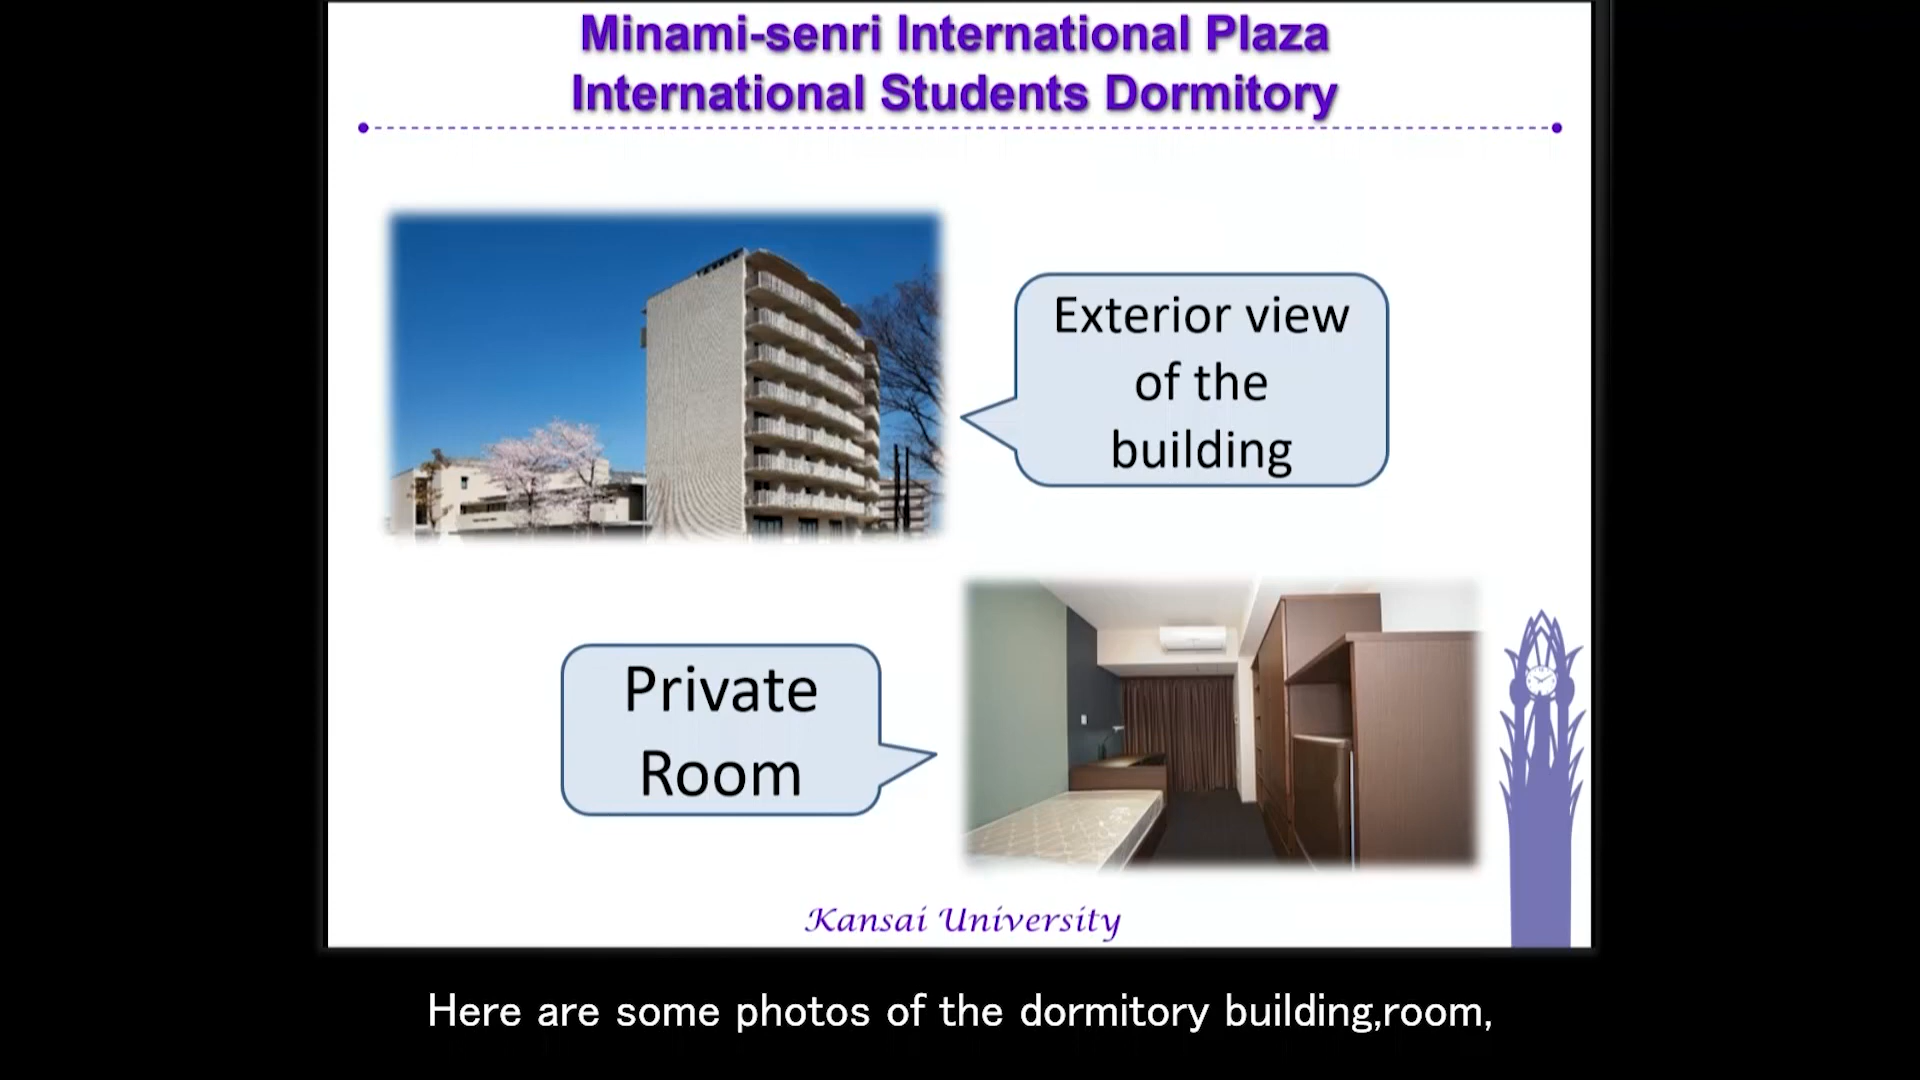 Minami-senri International Plaza
International Students Dormitory
Exterior view
of the
building
Private
Room
Kansai University
Here are some photos of the dormitory building,room,